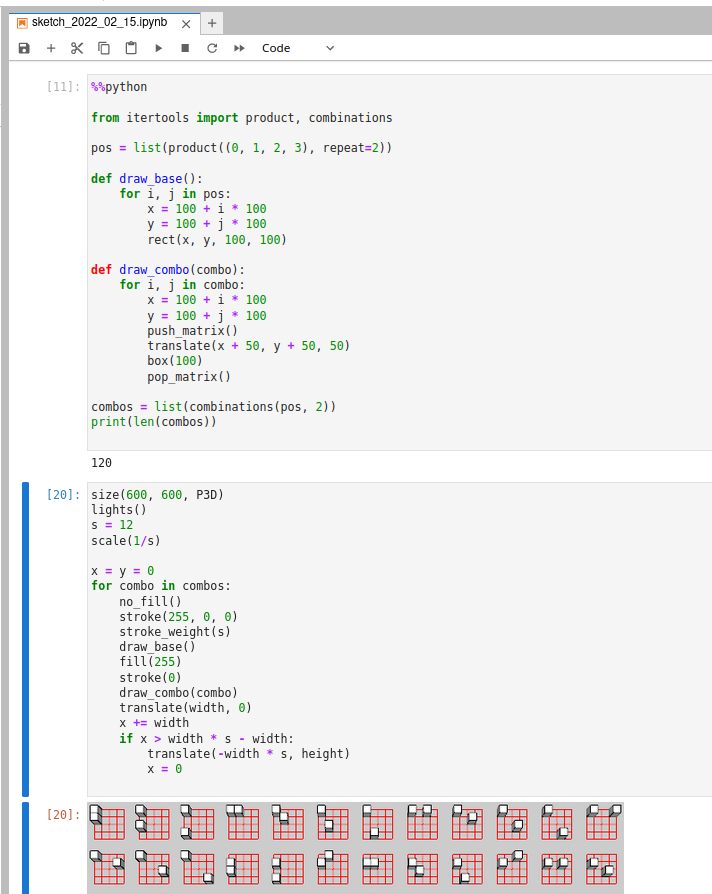 sketch_2022_02_15.ipynb
Code
[11]:
%%python
from itertools import product, combinations
pos = list(product((0, 1, 2, 3), repeat=2))
def draw_base():
    for i, j in pos:
        x = 100 + i * 100
        y = 100 + j * 100
        rect(x, y, 100, 100)
def draw_combo(combo):
    for i, j in combo:
        x = 100 + i * 100
        y = 100 + j * 100
        push_matrix()
        translate(x + 50, y + 50, 50)
        box(100)
        pop_matrix()
combos = list(combinations(pos, 2))
print(len(combos))
120
[20]:
size(600, 600, P3D)
lights()
s = 12
scale(1/s)
x = y = 0
for combo in combos:
    no_fill()
    stroke(255, 0, 0)
    stroke_weight(s)
    draw_base()
    fill(255)
    stroke(0)
    draw_combo(combo)
    translate(width, 0)
    x += width
    if x > width * s - width:
        translate(-width * s, height)
        x = 0
[20]: